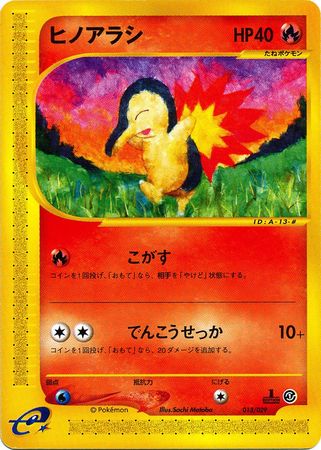 ヒノアラシ HP40
たねポケモン
ID:A-13-#
こがす
コインを1回投げ、「おもて」なら、相手を「やけど」状態にする。
でんこうせっか 10+
コインを1回投げ、「おもて」なら、20ダメージを追加する。
弱点 抵抗力 にげる
1 EDITION
© Pokémon Illus.Sachi Matoba 013/029
e